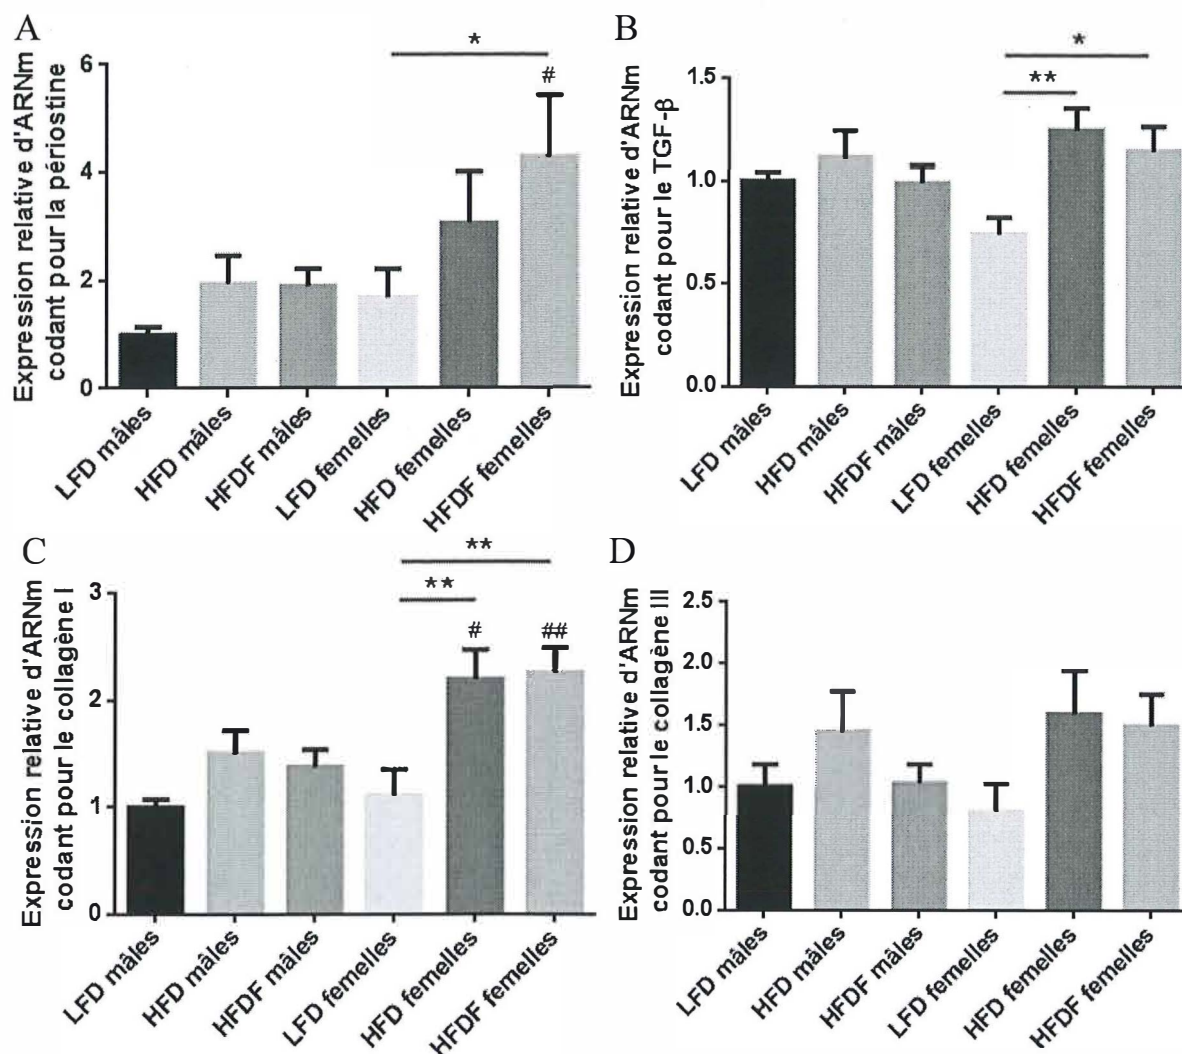 A
Expression relative d'ARNm
codant pour la périostine
6
4
2
0
*
#
LFD mâles
HFD mâles
HFDF mâles
LFD femelles
HFD femelles
HFDF femelles
B
Expression relative d'ARNm
codant pour le TGF-β
1.5
1.0
0.5
0.0
*
**
LFD mâles
HFD mâles
HFDF mâles
LFD femelles
HFD femelles
HFDF femelles
C
Expression relative d'ARNm
codant pour le collagène I
3
2
1
0
**
**
#
##
LFD mâles
HFD mâles
HFDF mâles
LFD femelles
HFD femelles
HFDF femelles
D
Expression relative d'ARNm
codant pour le collagène III
2.5
2.0
1.5
1.0
0.5
0.0
LFD mâles
HFD mâles
HFDF mâles
LFD femelles
HFD femelles
HFDF femelles